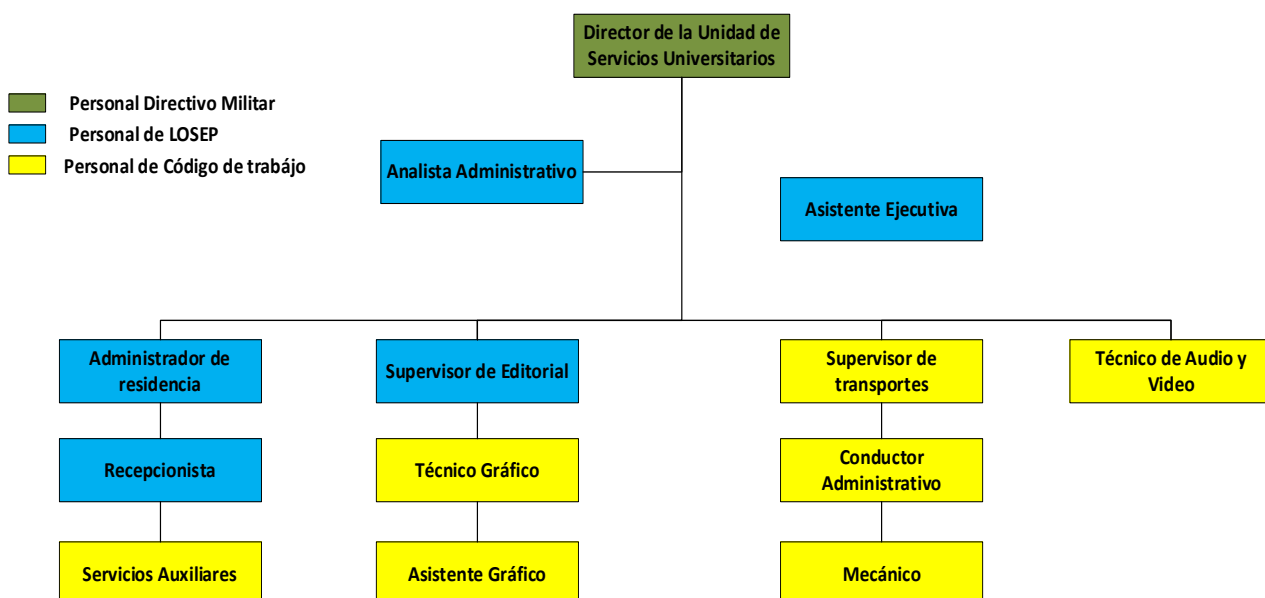 Director de la Unidad de
Servicios Universitarios
Personal Directivo Militar
Personal de LOSEP
Personal de Código de trabájo
Analista Administrativo
Asistente Ejecutiva
Administrador de
residencia
Supervisor de Editorial
Supervisor de
transportes
Técnico de Audio y
Video
Recepcionista
Técnico Gráfico
Conductor
Administrativo
Servicios Auxiliares
Asistente Gráfico
Mecánico